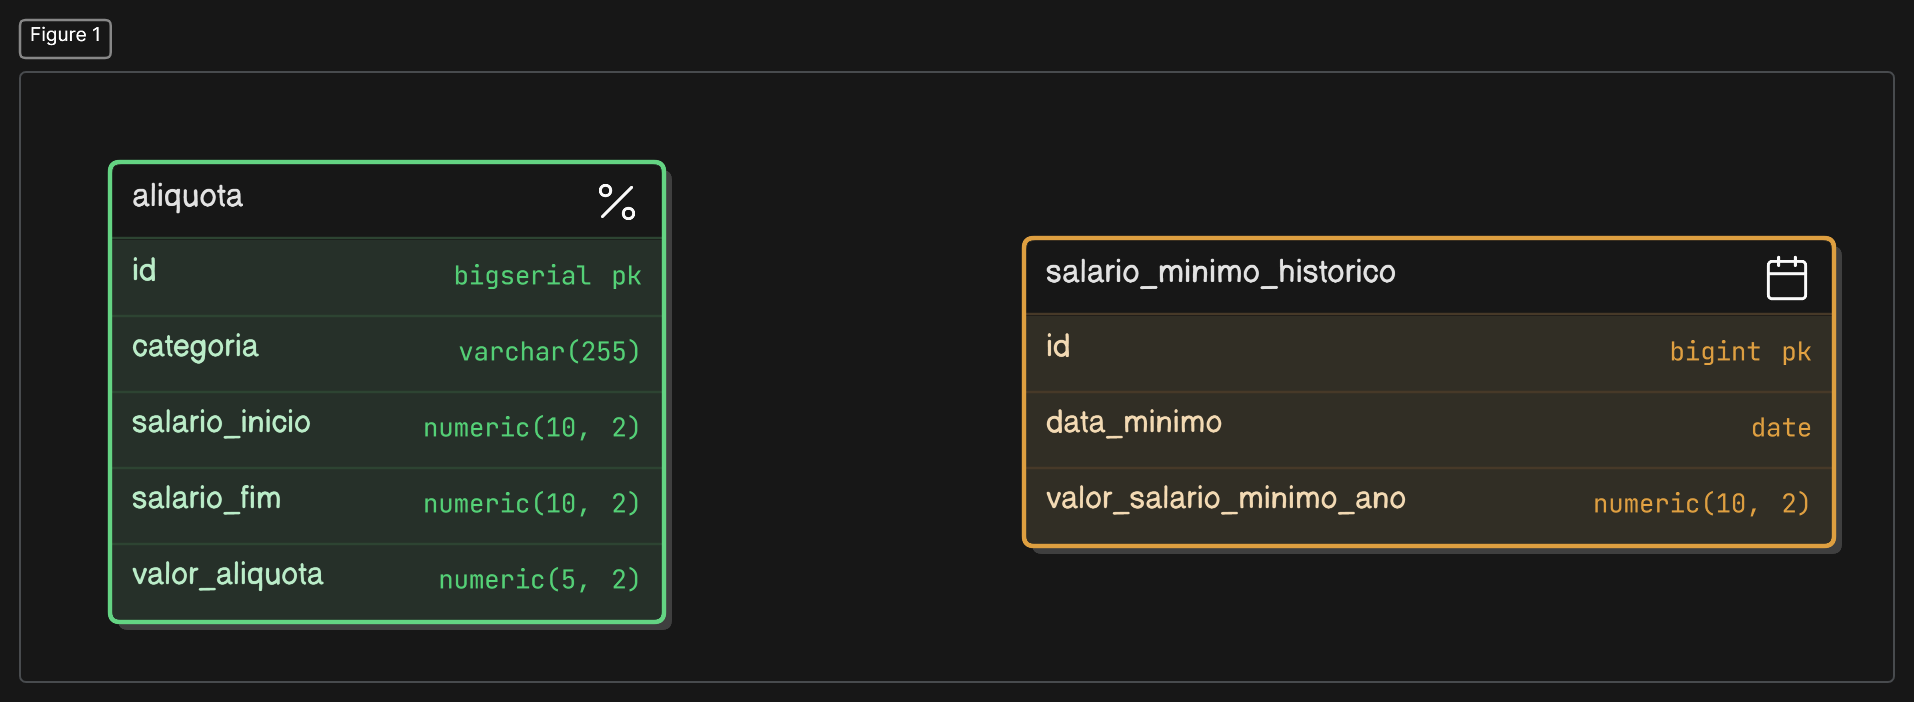 Figure 1
aliquota
id bigserial pk
categoria varchar(255)
salario_inicio numeric(10, 2)
salario_fim numeric(10, 2)
valor_aliquota numeric(5, 2)
salario_minimo_historico
id bigint pk
data_minimo date
valor_salario_minimo_ano numeric(10, 2)